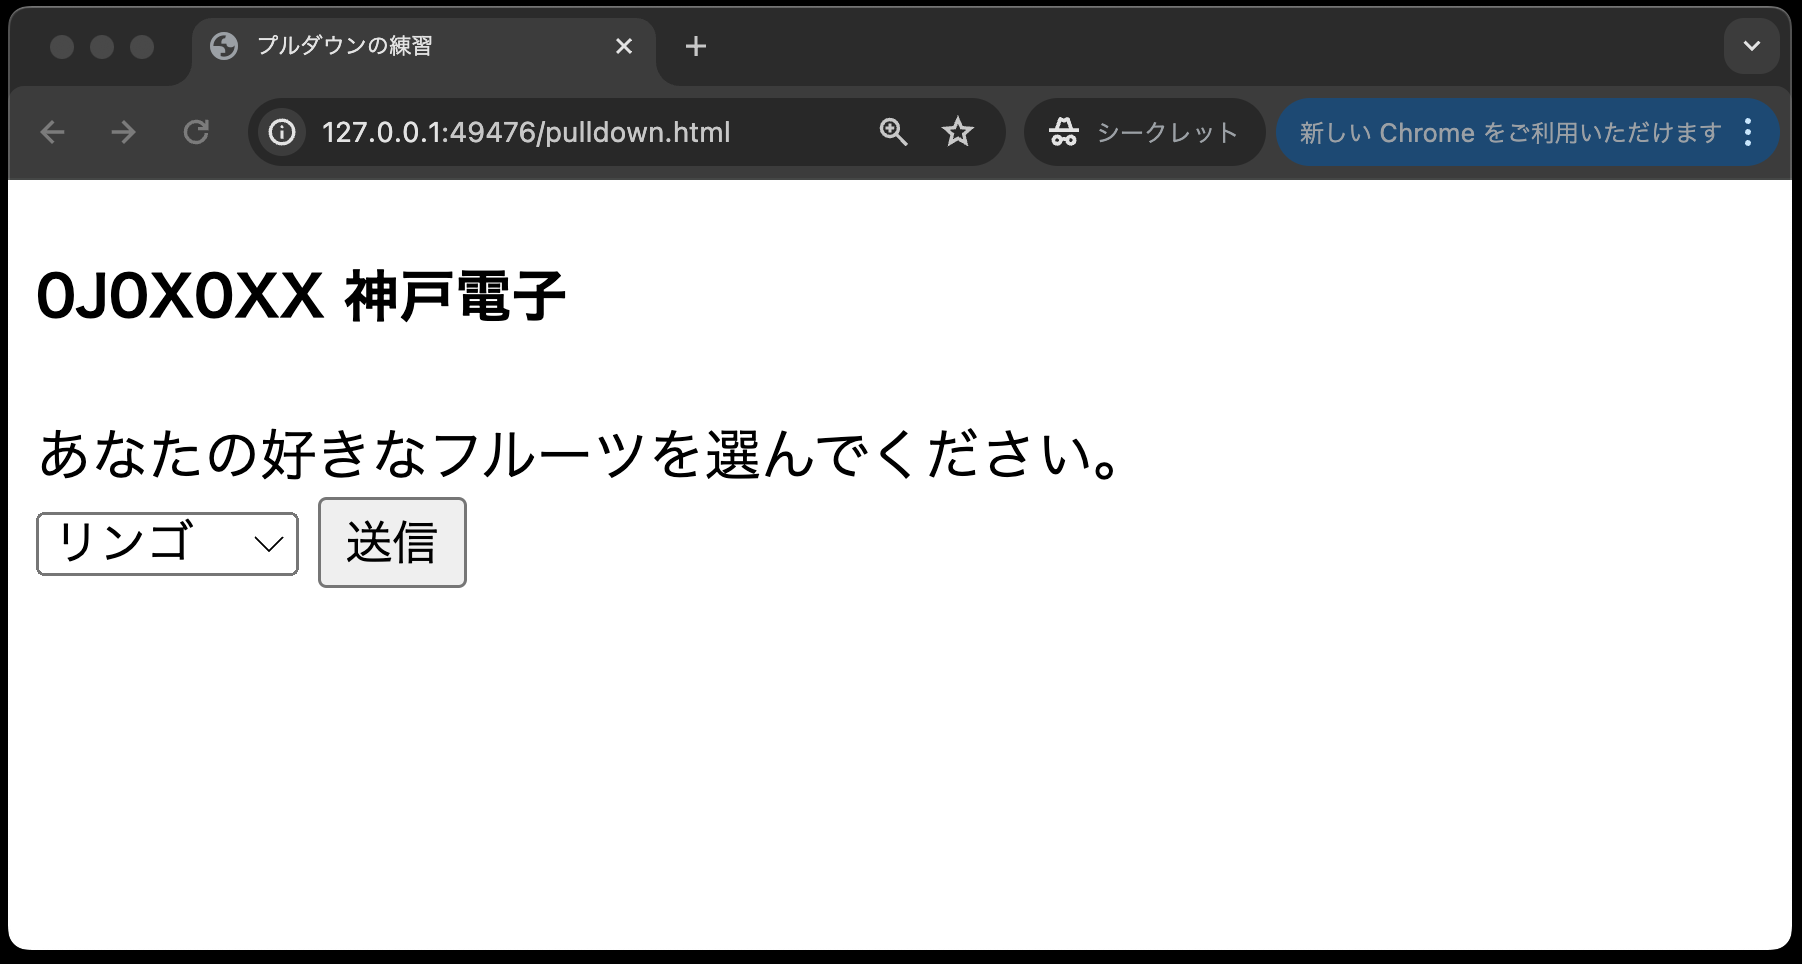 プルダウンの練習
127.0.0.1:49476/pulldown.html
シークレット
新しい Chrome をご利用いただけます
0J0X0XX 神戸電子
あなたの好きなフルーツを選んでください。
リンゴ 送信